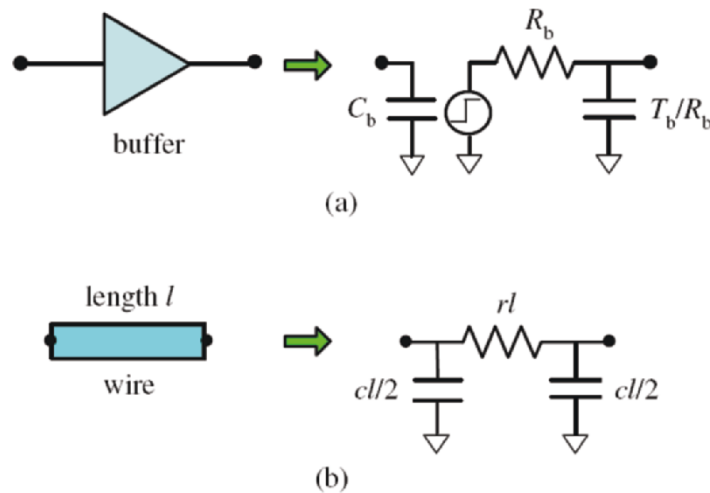 R_b
C_b
T_b/R_b
buffer
(a)
length l
rl
cl/2
cl/2
wire
(b)